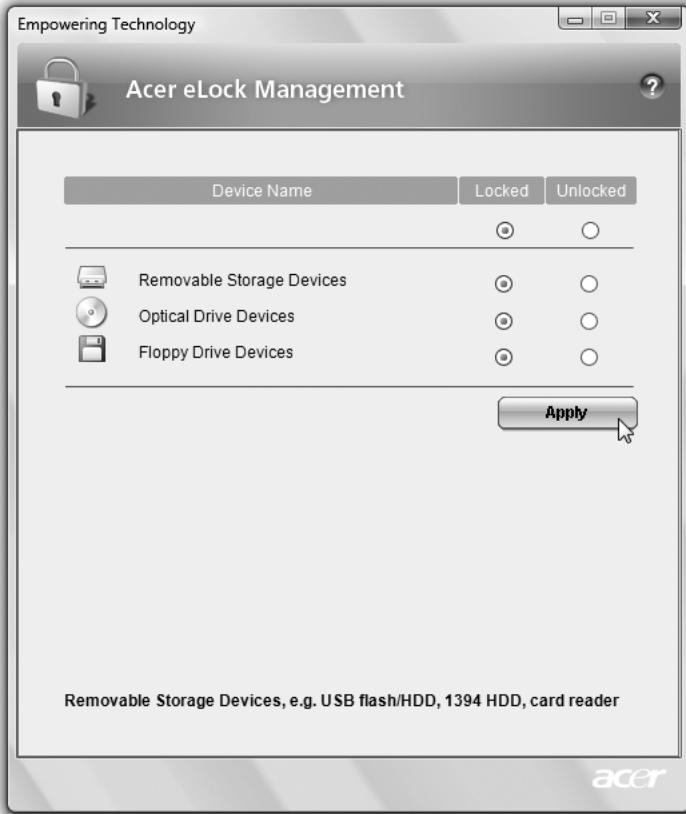 Empowering Technology
Acer eLock Management
?
Device Name Locked Unlocked
Removable Storage Devices
Optical Drive Devices
Floppy Drive Devices
Apply
Removable Storage Devices, e.g. USB flash/HDD, 1394 HDD, card reader
acer